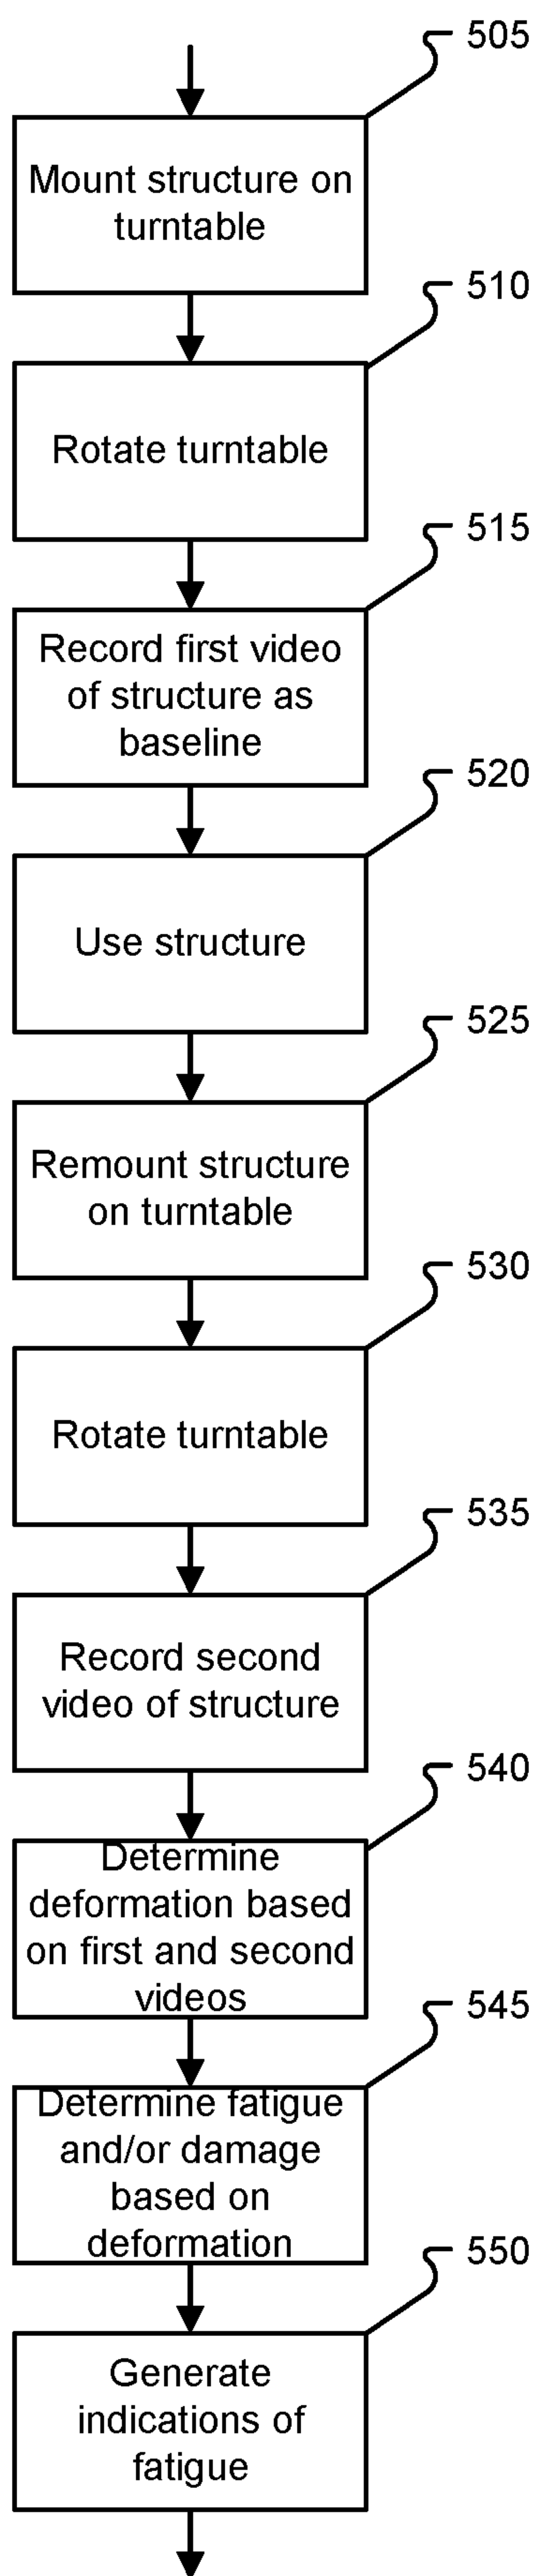 505
Mount structure on
turntable
510
Rotate turntable
515
Record first video
of structure as
baseline
520
Use structure
525
Remount structure
on turntable
530
Rotate turntable
535
Record second
video of structure
540
Determine
deformation based
on first and second
videos
545
Determine fatigue
and/or damage
based on
deformation
550
Generate
indications of
fatigue